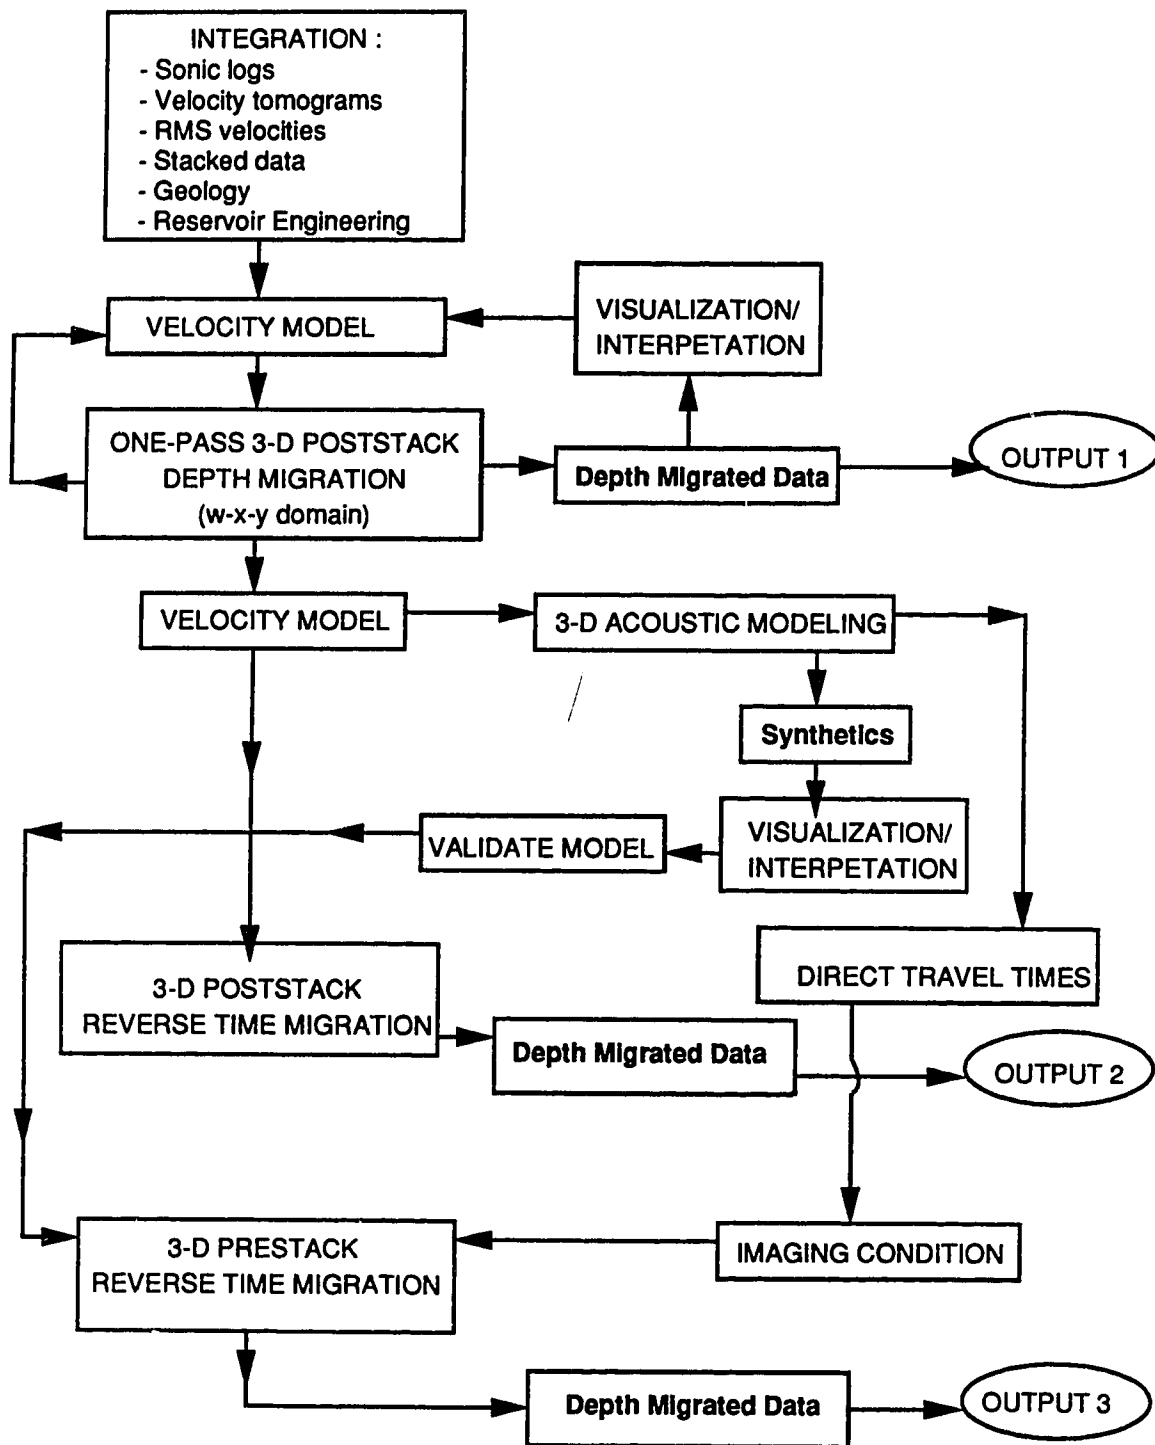 INTEGRATION :
- Sonic logs
- Velocity tomograms
- RMS velocities
- Stacked data
- Geology
- Reservoir Engineering
VELOCITY MODEL
VISUALIZATION/
INTERPETATION
ONE-PASS 3-D POSTSTACK
DEPTH MIGRATION
(w-x-y domain)
Depth Migrated Data
OUTPUT 1
VELOCITY MODEL
3-D ACOUSTIC MODELING
Synthetics
VISUALIZATION/
INTERPETATION
VALIDATE MODEL
3-D POSTSTACK
REVERSE TIME MIGRATION
DIRECT TRAVEL TIMES
Depth Migrated Data
OUTPUT 2
3-D PRESTACK
REVERSE TIME MIGRATION
IMAGING CONDITION
Depth Migrated Data
OUTPUT 3